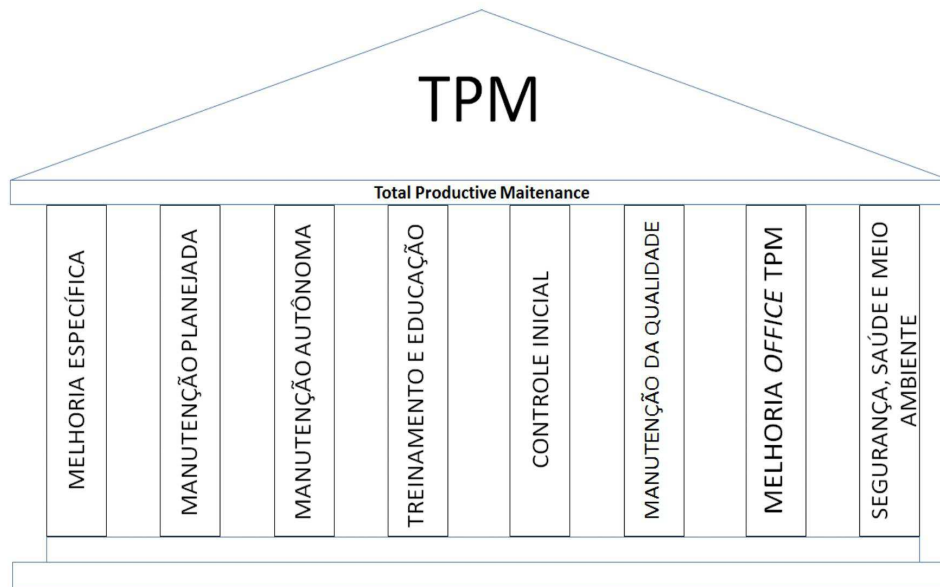 TPM
Total Productive Maitenance
MELHORIA ESPECÍFICA
MANUTENÇÃO PLANEJADA
MANUTENÇÃO AUTÔNOMA
TREINAMENTO E EDUCAÇÃO
CONTROLE INICIAL
MANUTENÇÃO DA QUALIDADE
MELHORIA OFFICE TPM
SEGURANÇA, SAÚDE E MEIO
AMBIENTE